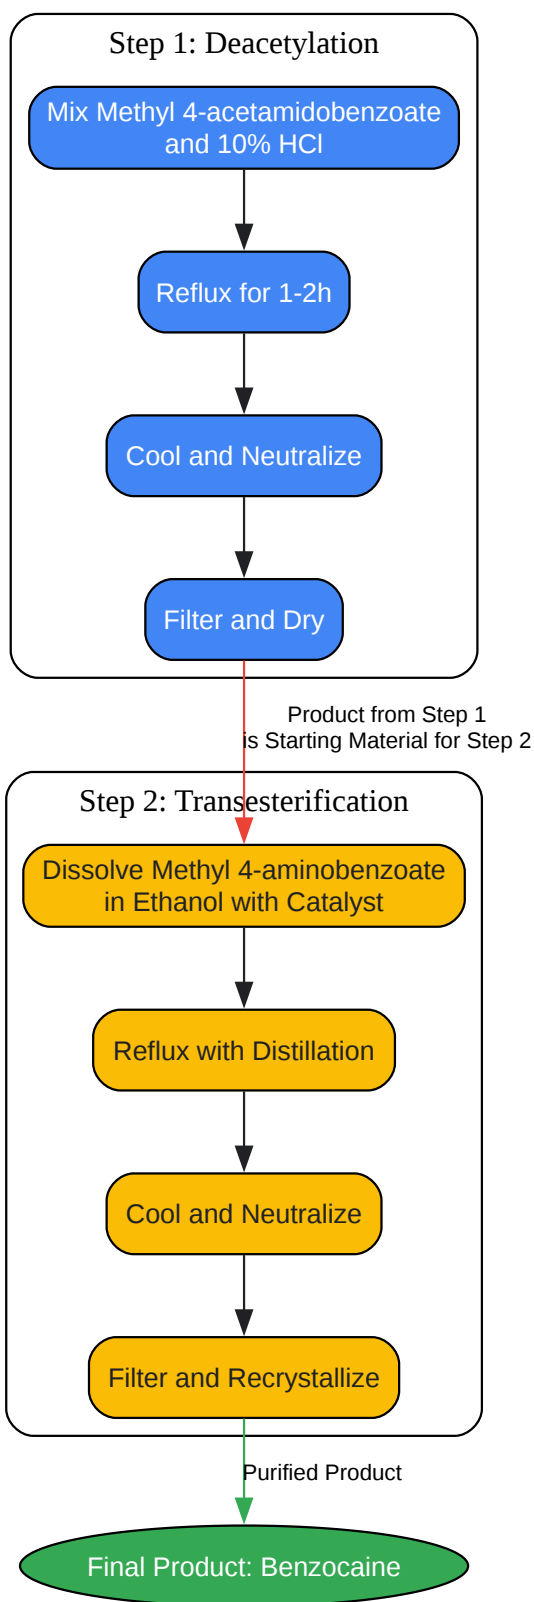 Step 1: Deacetylation
Mix Methyl 4-acetamidobenzoate
and 10% HCl
Reflux for 1-2h
Cool and Neutralize
Filter and Dry
Product from Step 1
is Starting Material for Step 2
Step 2: Transesterification
Dissolve Methyl 4-aminobenzoate
in Ethanol with Catalyst
Reflux with Distillation
Cool and Neutralize
Filter and Recrystallize
Purified Product
Final Product: Benzocaine